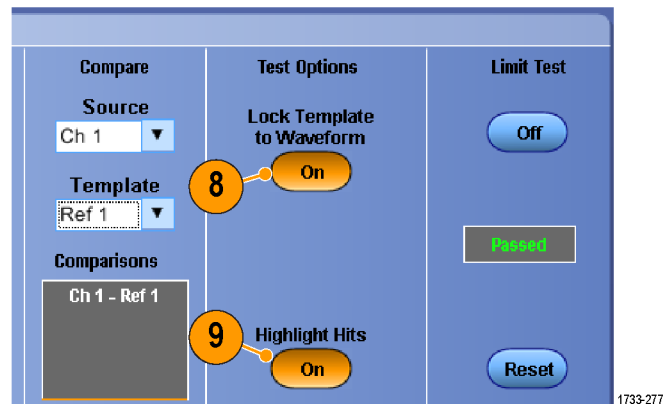 Compare
Source
Ch 1
Template
Ref 1
Comparisons
Ch 1 - Ref 1
Test Options
Lock Template
to Waveform
8
On
9
Highlight Hits
On
Limit Test
Off
Passed
Reset
1733-277